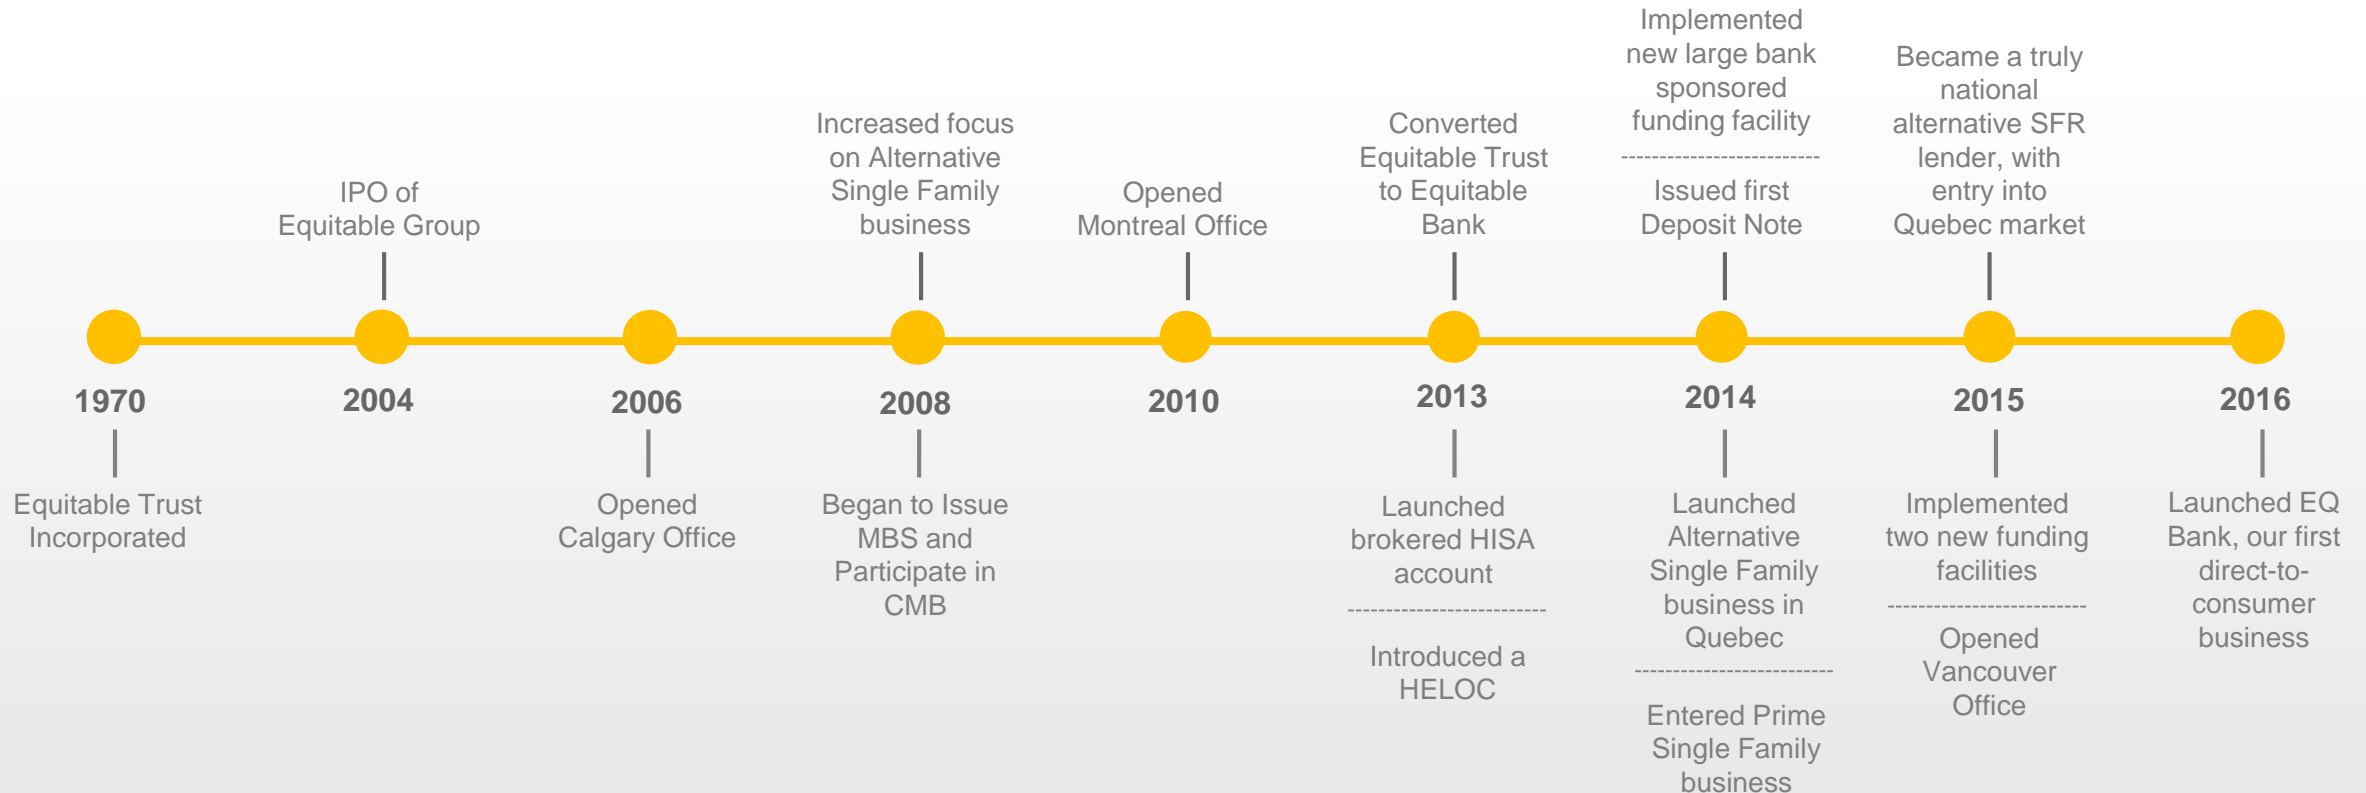 Equitable Trust
Incorporated
1970
IPO of
Equitable Group
2004
2006
Opened
Calgary Office
Increased focus
on Alternative
Single Family
business
2008
Began to Issue
MBS and
Participate in
CMB
Opened
Montreal Office
2010
Converted
Equitable Trust
to Equitable
Bank
2013
Launched
brokered HISA
account
Introduced a
HELOC
Implemented
new large bank
sponsored
funding facility
Issued first
Deposit Note
2014
Launched
Alternative
Single Family
business in
Quebec
Entered Prime
Single Family
business
Became a truly
national
alternative SFR
lender, with
entry into
Quebec market
2015
Implemented
two new funding
facilities
Opened
Vancouver
Office
2016
Launched EQ
Bank, our first
direct-to-
consumer
business